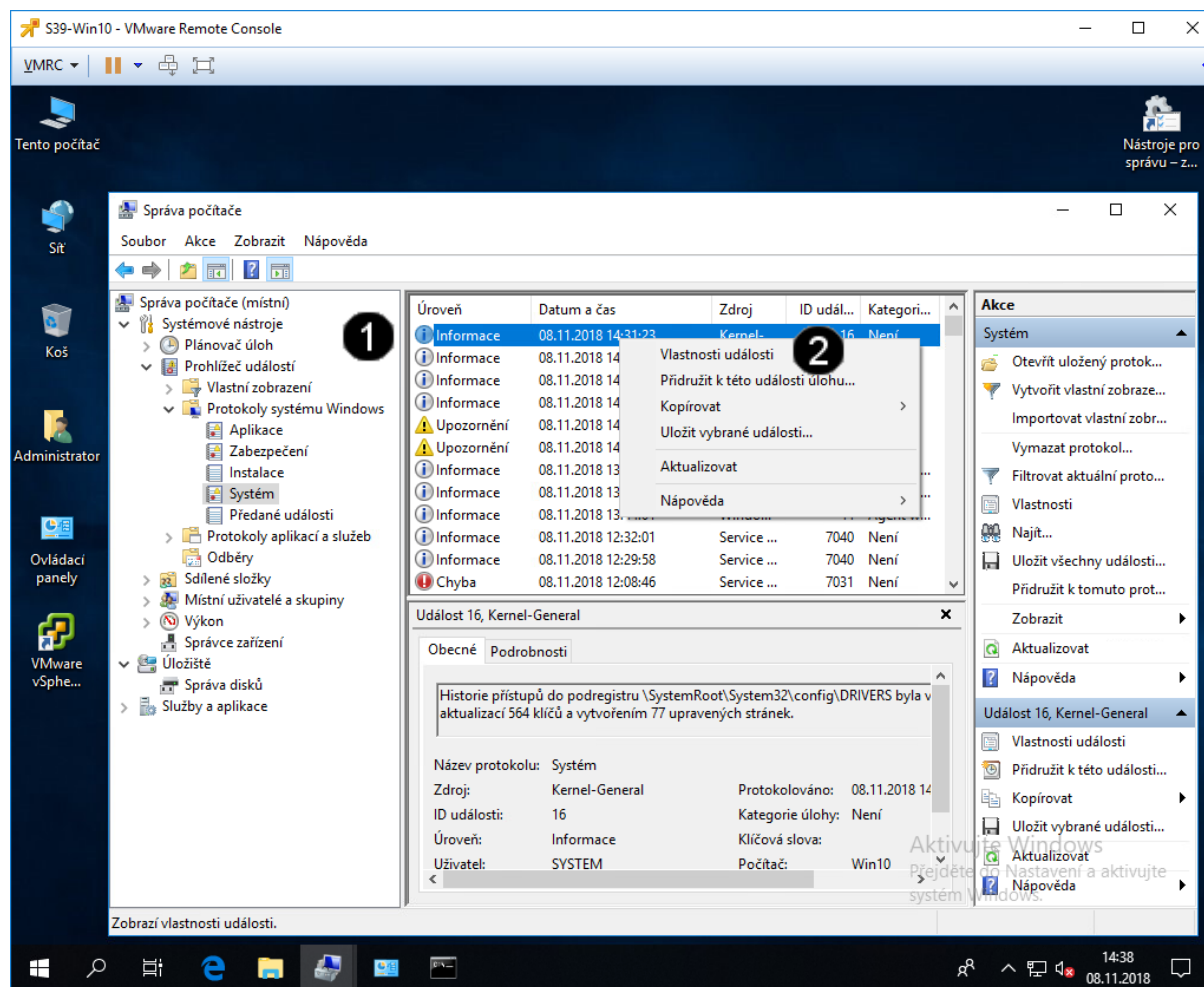 S39-Win10 - VMware Remote Console
VMRC
Tento počítač
Nástroje pro
správu – z...
Síť
Koš
Administrator
Ovládací
panely
VMware
vSphe...
Správa počítače
Soubor Akce Zobrazit Nápověda
Správa počítače (místní)
Systémové nástroje
Plánovač úloh
Prohlížeč událostí
Vlastní zobrazení
Protokoly systému Windows
Aplikace
Zabezpečení
Instalace
Systém
Předané události
Protokoly aplikací a služeb
Odběry
Sdílené složky
Místní uživatelé a skupiny
Výkon
Správce zařízení
Úložiště
Správa disků
Služby a aplikace
1
Úroveň Datum a čas Zdroj ID udál... Kategori...
Informace 08.11.2018 14:31:23 Kernel- 16 Není
Informace 08.11.2018 14
Informace 08.11.2018 14
Informace 08.11.2018 14
Upozornění 08.11.2018 14
Upozornění 08.11.2018 14
Informace 08.11.2018 13
Informace 08.11.2018 13
Informace 08.11.2018 13
Informace 08.11.2018 12:32:01 Service ... 7040 Není
Informace 08.11.2018 12:29:58 Service ... 7040 Není
Chyba 08.11.2018 12:08:46 Service ... 7031 Není
2
Vlastnosti události
Přidružit k této události úlohu...
Kopírovat
Uložit vybrané události...
Aktualizovat
Nápověda
Událost 16, Kernel-General
Obecné Podrobnosti
Historie přístupů do podregistru \SystemRoot\System32\config\DRIVERS byla v
aktualizací 564 klíčů a vytvořením 77 upravených stránek.
Název protokolu: Systém
Zdroj: Kernel-General Protokolováno: 08.11.2018 14
ID události: 16 Kategorie úlohy: Není
Úroveň: Informace Klíčová slova:
Uživatel: SYSTEM Počítač: Win10
Akce
Systém
Otevřít uložený protok...
Vytvořit vlastní zobraze...
Importovat vlastní zobr...
Vymazat protokol...
Filtrovat aktuální proto...
Vlastnosti
Najít...
Uložit všechny události...
Přidružit k tomuto prot...
Zobrazit
Aktualizovat
Nápověda
Událost 16, Kernel-General
Vlastnosti události
Přidružit k této události...
Kopírovat
Uložit vybrané události...
Aktualizovat
Nápověda
Aktivujte Windows
Přejděte do Nastavení a aktivujte
systém Windows.
Zobrazí vlastnosti události.
14:38
08.11.2018